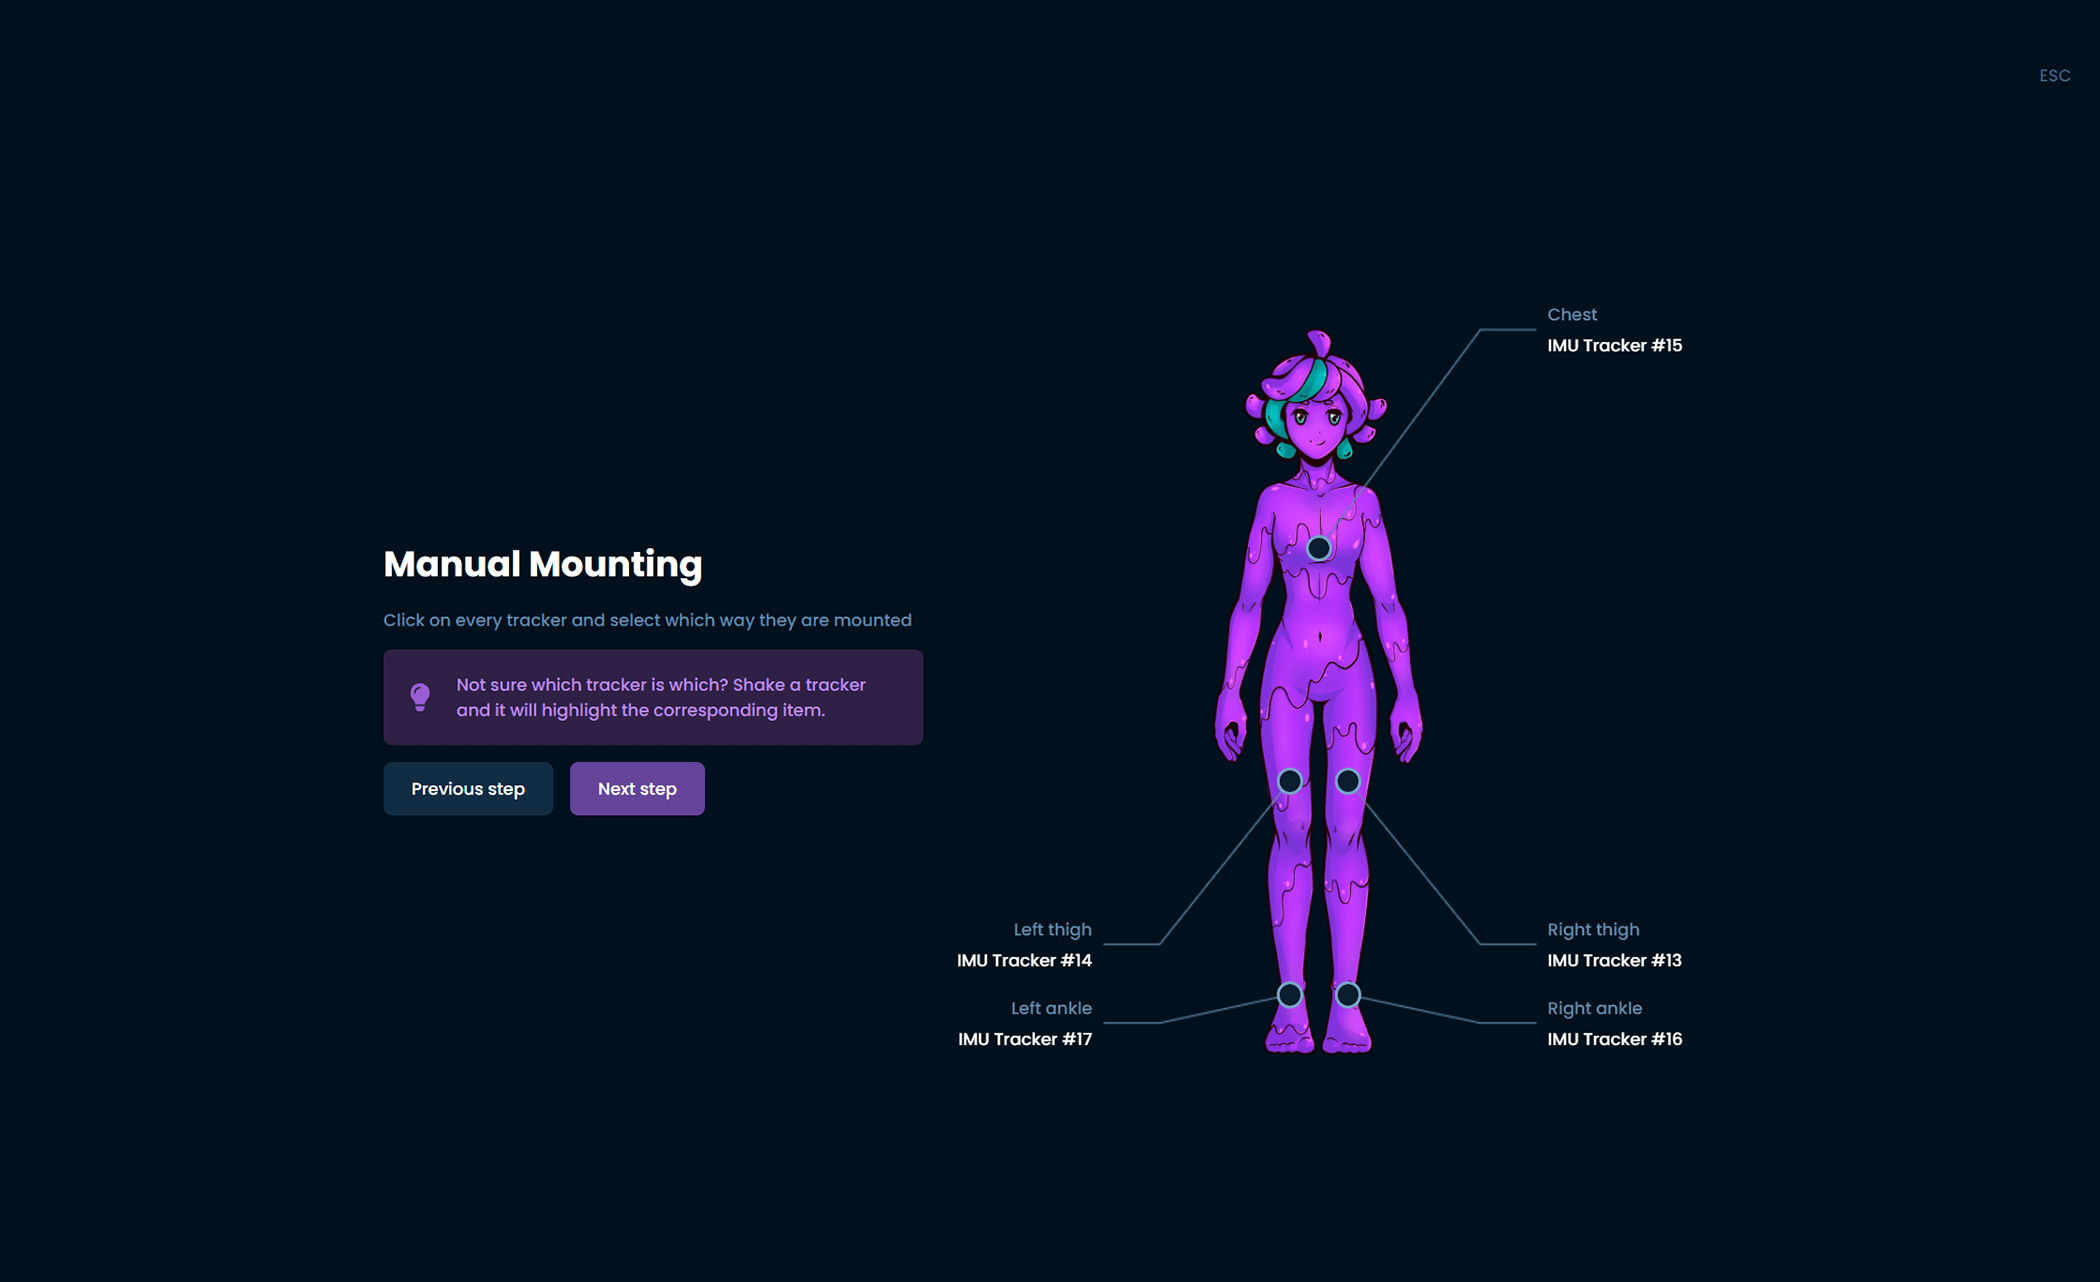 ESC
Manual Mounting
Click on every tracker and select which way they are mounted
Not sure which tracker is which? Shake a tracker
and it will highlight the corresponding item.
Previous step
Next step
Chest
IMU Tracker #15
Left thigh
IMU Tracker #14
Right thigh
IMU Tracker #13
Left ankle
IMU Tracker #17
Right ankle
IMU Tracker #16